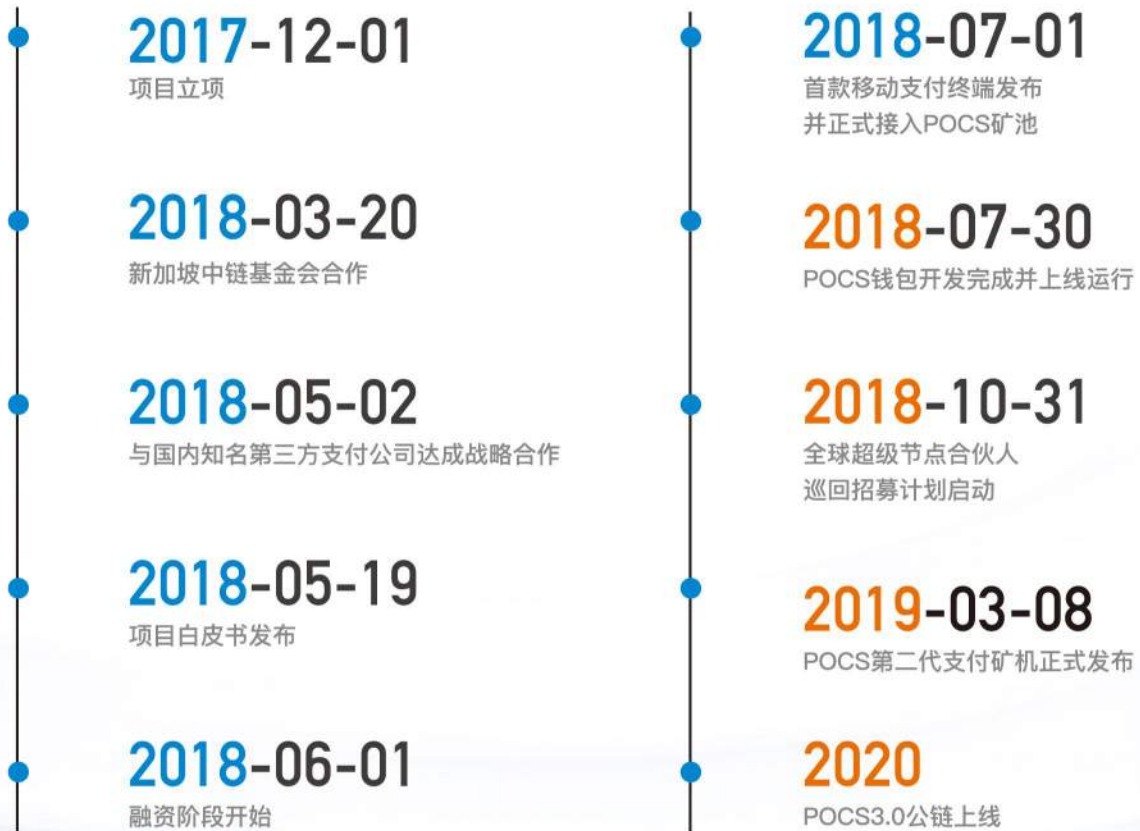 2017-12-01
项目立项
2018-03-20
新加坡中链基金会合作
2018-05-02
与国内知名第三方支付公司达成战略合作
2018-05-19
项目白皮书发布
2018-06-01
融资阶段开始
2018-07-01
首款移动支付终端发布
并正式接入POCS矿池
2018-07-30
POCS钱包开发完成并上线运行
2018-10-31
全球超级节点合伙人
巡回招募计划启动
2019-03-08
POCS第二代支付矿机正式发布
2020
POCS3.0公链上线